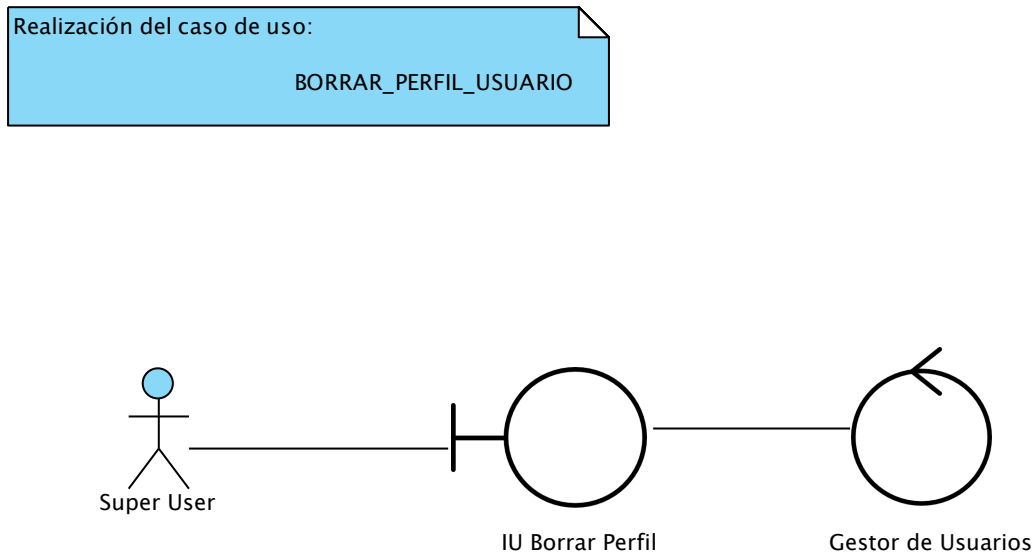 Realización del caso de uso:
BORRAR_PERFIL_USUARIO
Super User
IU Borrar Perfil
Gestor de Usuarios